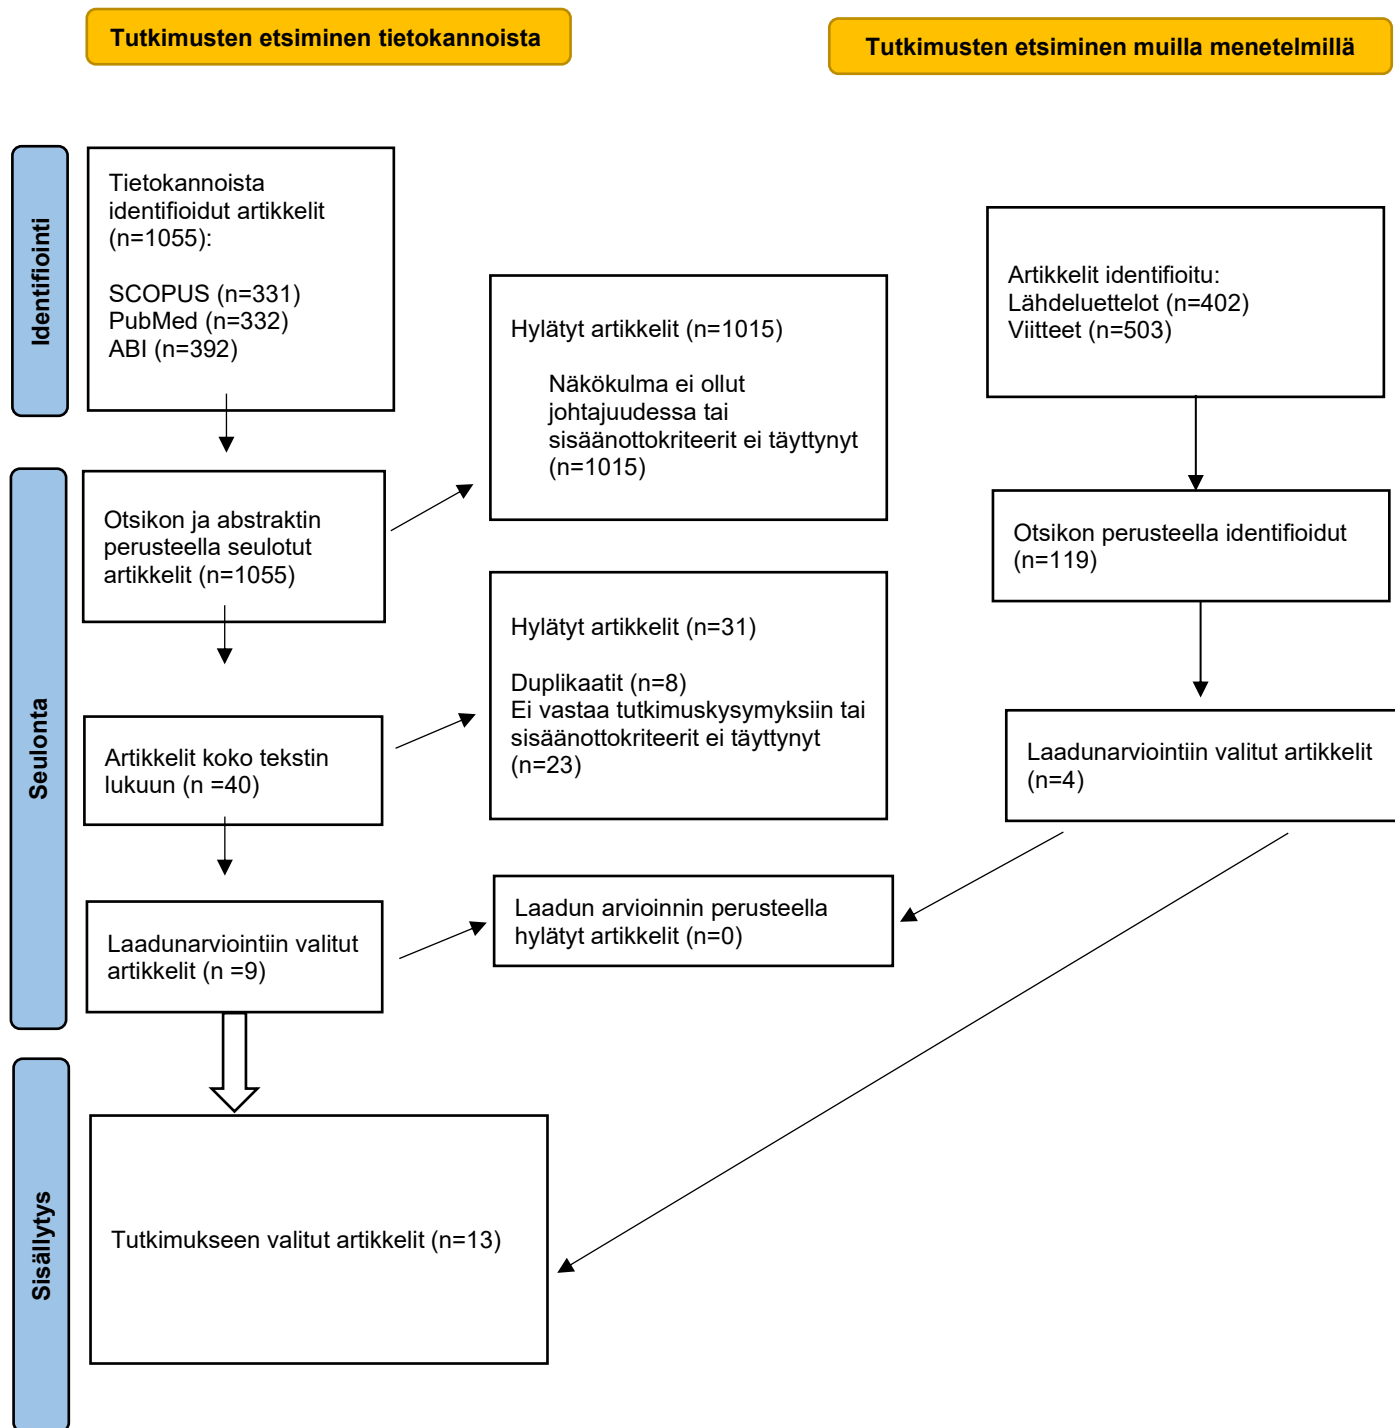 Tutkimusten etsiminen tietokannoista
Tutkimusten etsiminen muilla menetelmillä
Identifiointi
Tietokannoista
identifioidut artikkelit
(n=1055):
SCOPUS (n=331)
PubMed (n=332)
ABI (n=392)
Hylätyt artikkelit (n=1015)
Näkökulma ei ollut
johtajuudessa tai
sisäänottokriteerit ei täyttynyt
(n=1015)
Artikkelit identifioitu:
Lähdeluettelot (n=402)
Viitteet (n=503)
Seulonta
Otsikon ja abstraktin
perusteella seulotut
artikkelit (n=1055)
Otsikon perusteella identifioidut
(n=119)
Hylätyt artikkelit (n=31)
Duplikaatit (n=8)
Ei vastaa tutkimuskysymyksiin tai
sisäänottokriteerit ei täyttynyt
(n=23)
Artikkelit koko tekstin
lukuun (n =40)
Laadunarviointiin valitut artikkelit
(n=4)
Laadunarviointiin valitut
artikkelit (n =9)
Laadun arvioinnin perusteella
hylätyt artikkelit (n=0)
Sisällytys
Tutkimukseen valitut artikkelit (n=13)